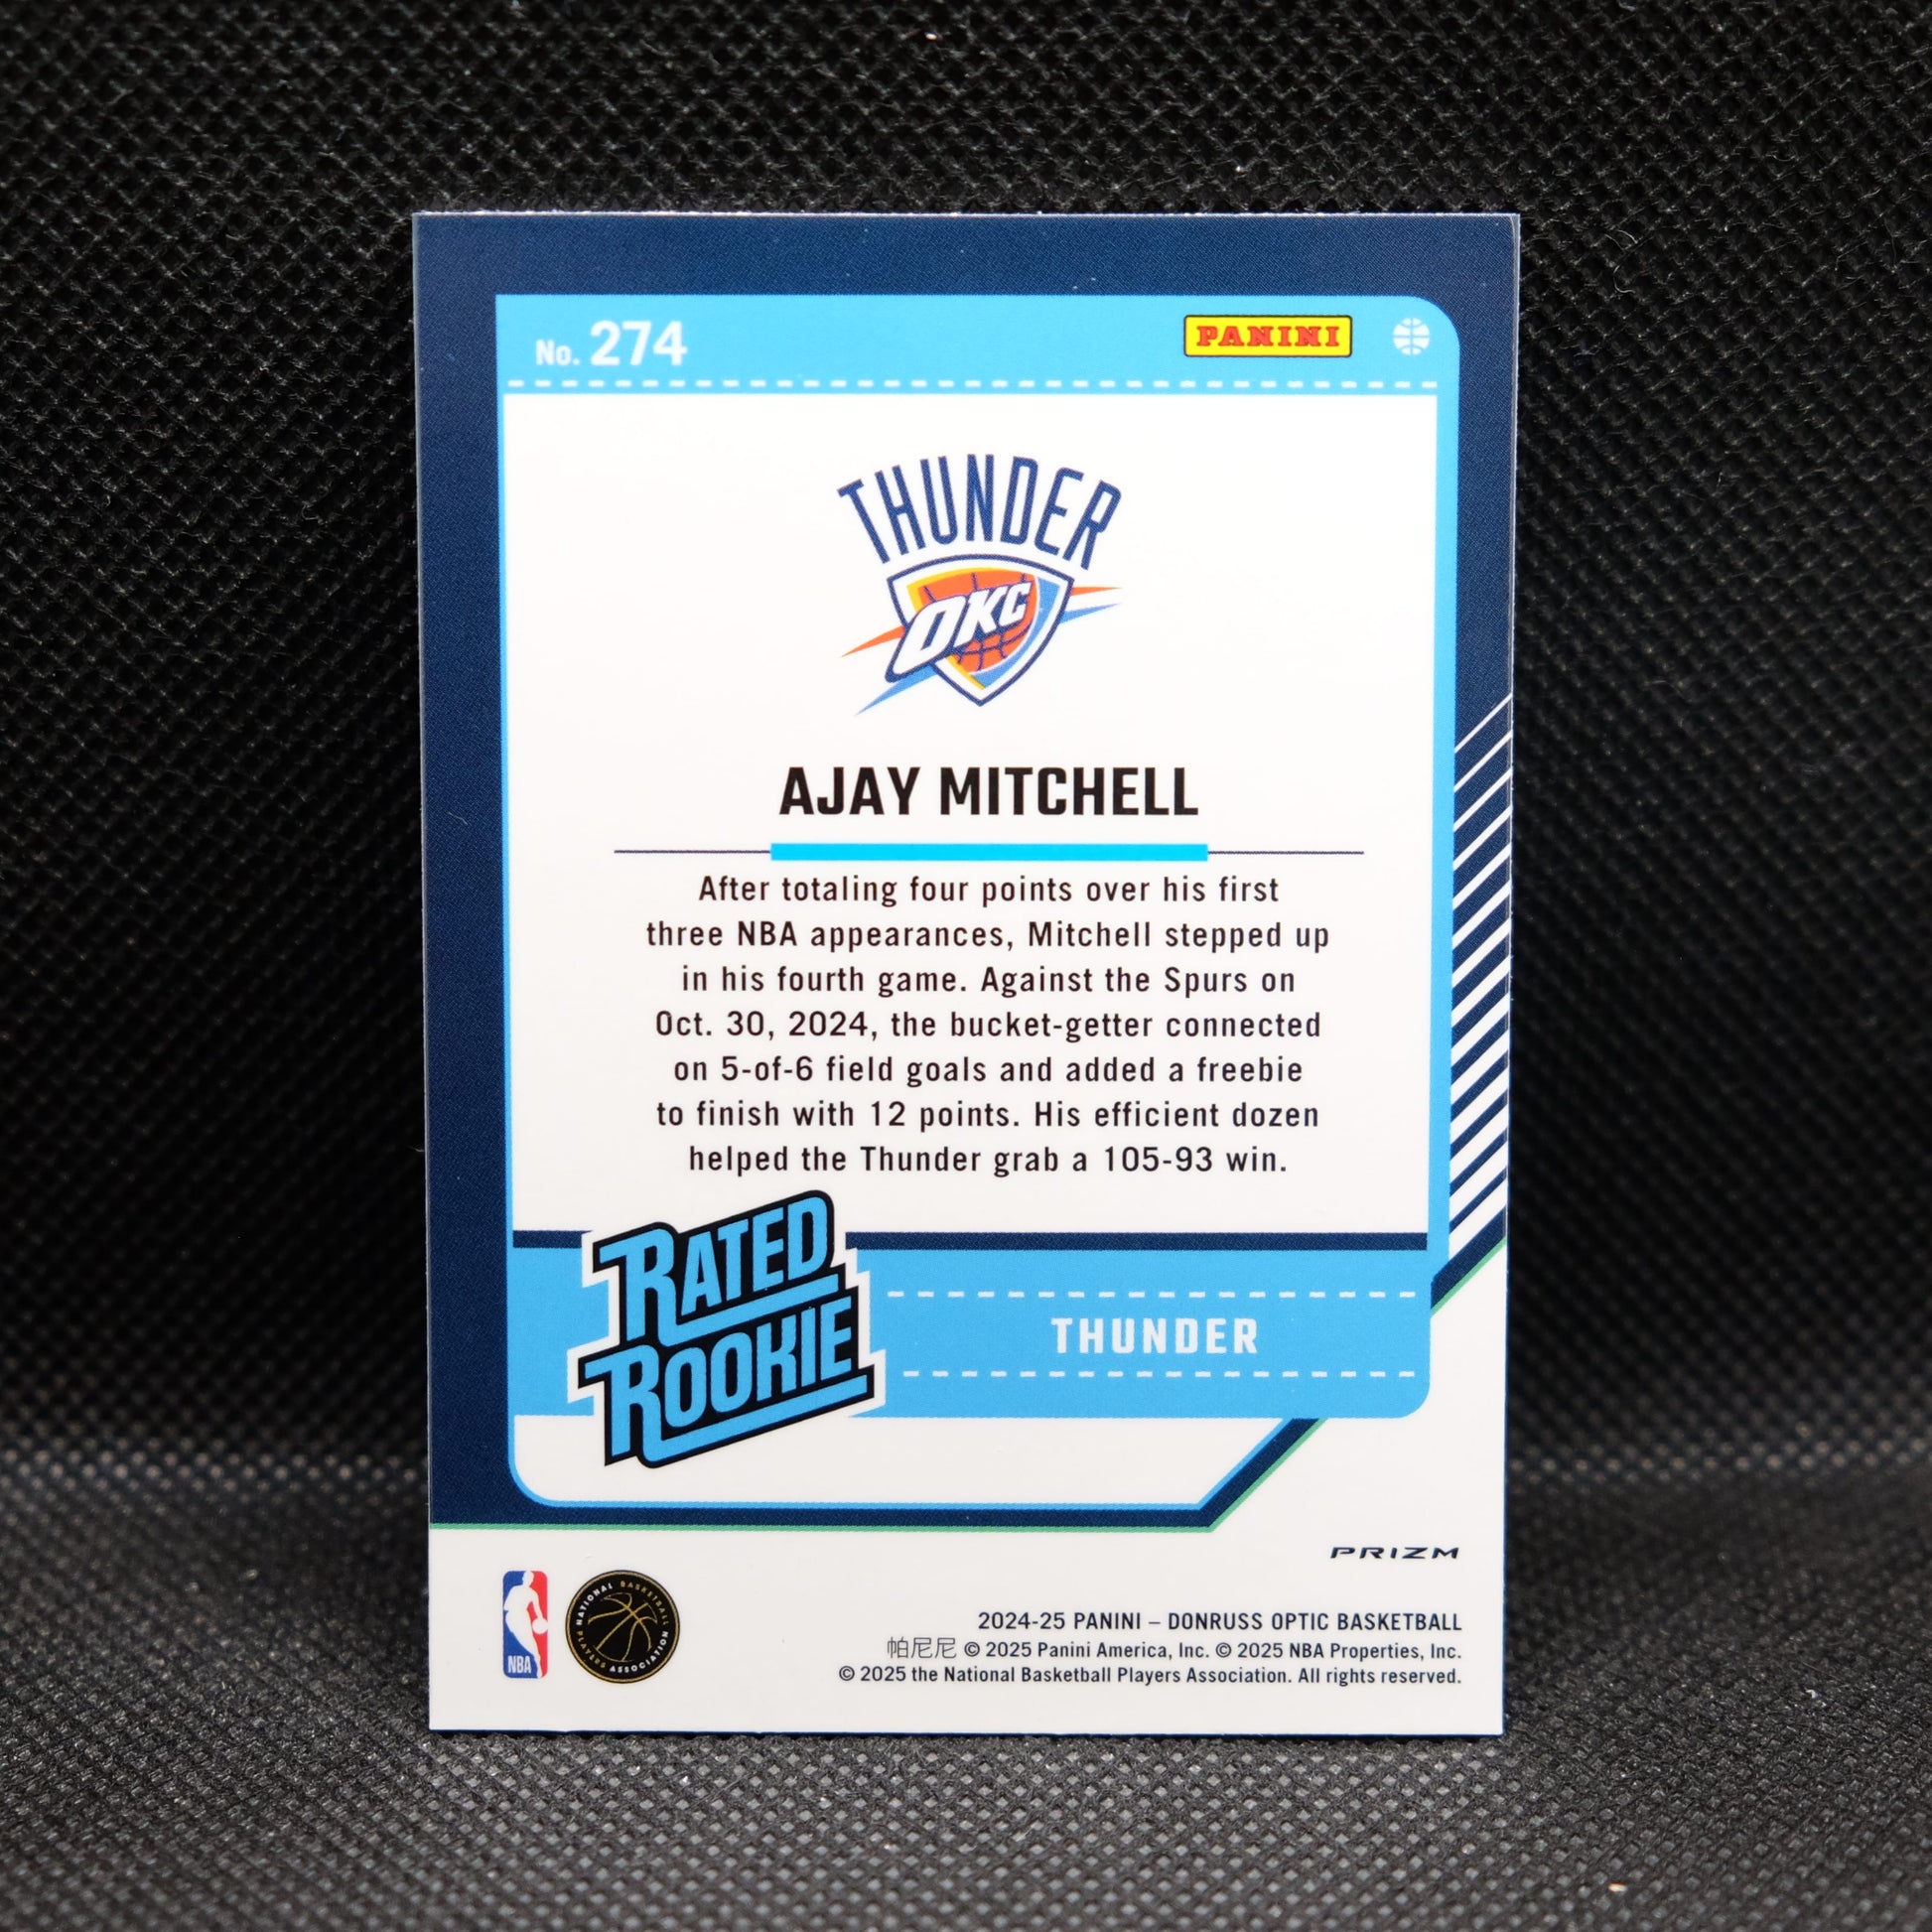 No. 274
PANINI
THUNDER
OKC
AJAY MITCHELL
After totaling four points over his first
three NBA appearances, Mitchell stepped up
in his fourth game. Against the Spurs on
Oct. 30, 2024, the bucket-getter connected
on 5-of-6 field goals and added a freebie
to finish with 12 points. His efficient dozen
helped the Thunder grab a 105-93 win.
RATED
ROOKIE
THUNDER
PRIZM
NBA
NATIONAL BASKETBALL
PLAYERS ASSOCIATION
2024-25 PANINI – DONRUSS OPTIC BASKETBALL
帕尼尼 © 2025 Panini America, Inc. © 2025 NBA Properties, Inc.
© 2025 the National Basketball Players Association. All rights reserved.